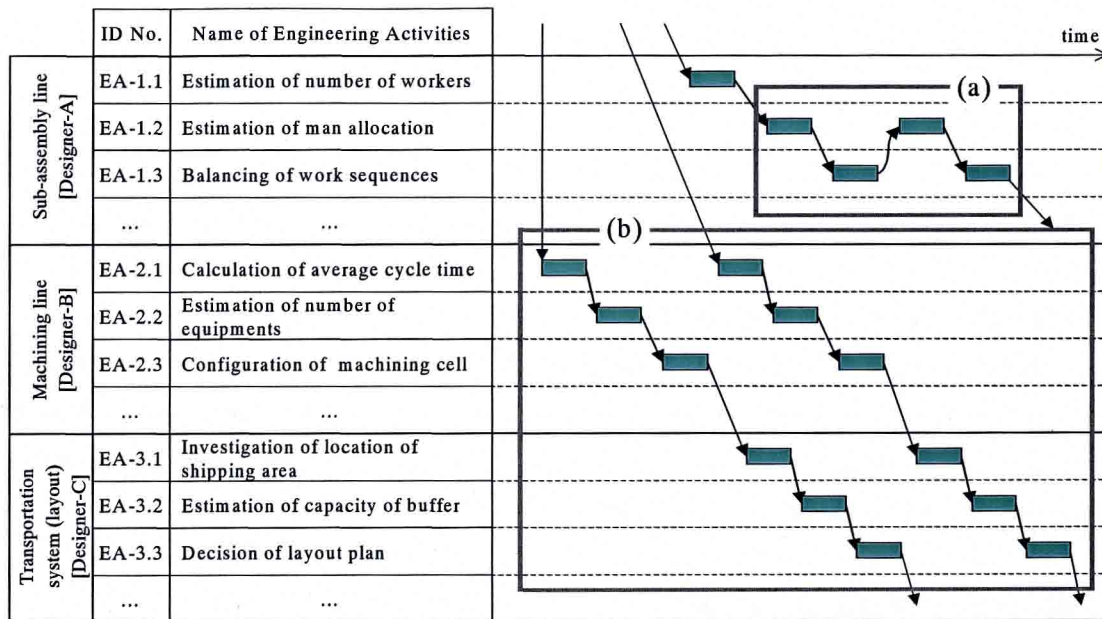 ID No. Name of Engineering Activities
time
Sub-assembly line
[Designer-A]
EA-1.1 Estimation of number of workers
(a)
EA-1.2 Estimation of man allocation
EA-1.3 Balancing of work sequences
... ...
(b)
Machining line
[Designer-B]
EA-2.1 Calculation of average cycle time
EA-2.2 Estimation of number of
equipments
EA-2.3 Configuration of machining cell
... ...
Transportation
system (layout)
[Designer-C]
EA-3.1 Investigation of location of
shipping area
EA-3.2 Estimation of capacity of buffer
EA-3.3 Decision of layout plan
... ...